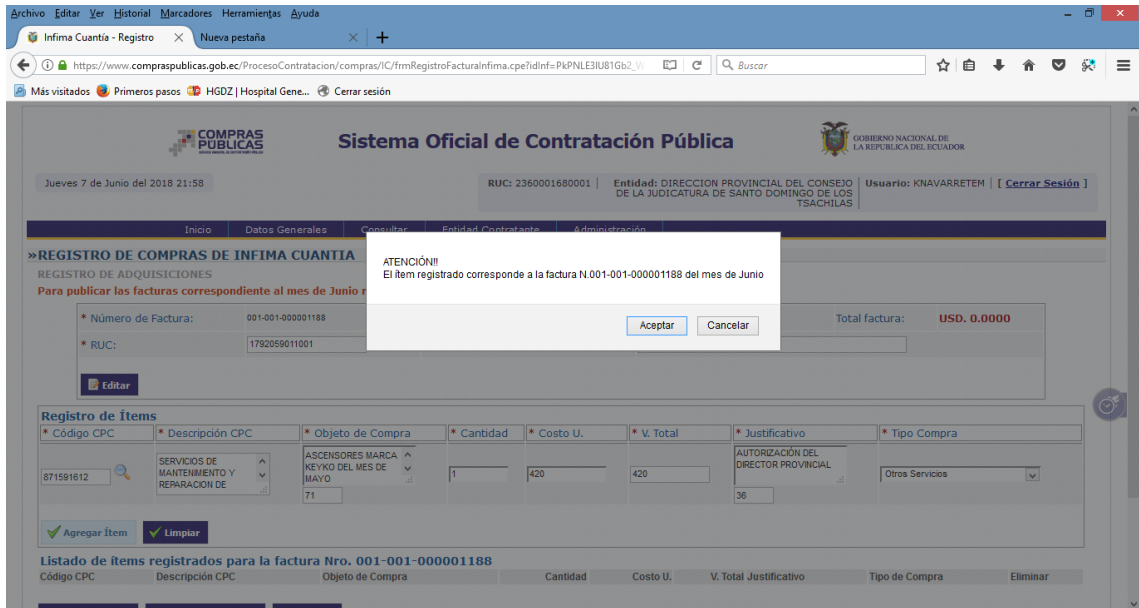 Archivo Editar Ver Historial Marcadores Herramientas Ayuda
Infima Cuantía - Registro
Nueva pestaña
https://www.compraspublicas.gob.ec/ProcesoContratacion/compras/IC/frmRegistroFacturaInfima.cpe?idInf=PkPNLE3IU81Gb2_
Buscar
Más visitados Primeros pasos HGDZ | Hospital Gene... Cerrar sesión
COMPRAS PÚBLICAS
Sistema Oficial de Contratación Pública
GOBIERNO NACIONAL DE
LA REPUBLICA DEL ECUADOR
Jueves 7 de Junio del 2018 21:58
RUC: 2360001680001 | Entidad: DIRECCION PROVINCIAL DEL CONSEJO
DE LA JUDICATURA DE SANTO DOMINGO DE LOS
TSACHILAS
Usuario: KNAVARRETEM | [ Cerrar Sesión ]
Inicio Datos Generales Consultar Entidad Contratante Administración
»REGISTRO DE COMPRAS DE INFIMA CUANTIA
REGISTRO DE ADQUISICIONES
Para publicar las facturas correspondiente al mes de Junio
ATENCIÓN!!
El ítem registrado corresponde a la factura N.001-001-000001188 del mes de Junio
Aceptar Cancelar
* Número de Factura: 001-001-000001188
Total factura: USD. 0.0000
* RUC: 1792059011001
Editar
Registro de Ítems
* Código CPC * Descripción CPC * Objeto de Compra * Cantidad * Costo U. * V. Total * Justificativo * Tipo Compra
871591612
SERVICIOS DE
MANTENIMIENTO Y
REPARACION DE
ASCENSORES MARCA
KEYKO DEL MES DE
MAYO
71
1
420
420
AUTORIZACIÓN DEL
DIRECTOR PROVINCIAL
36
Otros Servicios
Agregar Ítem Limpiar
Listado de ítems registrados para la factura Nro. 001-001-000001188
Código CPC Descripción CPC Objeto de Compra Cantidad Costo U. V. Total Justificativo Tipo de Compra Eliminar